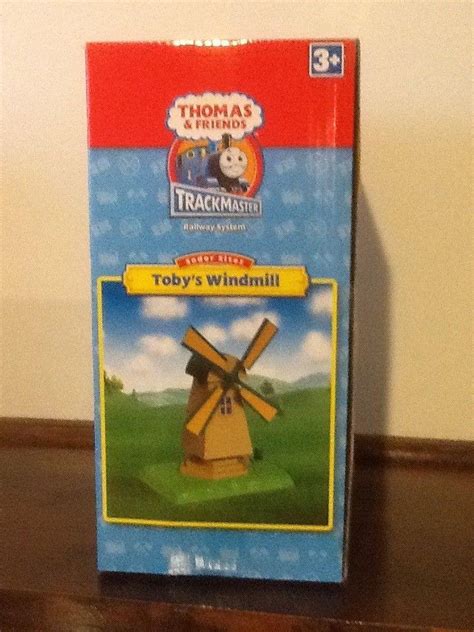 3+
THOMAS
& FRIENDS
TRACKMASTER
Railway System
Sodor Sites
Toby's Windmill